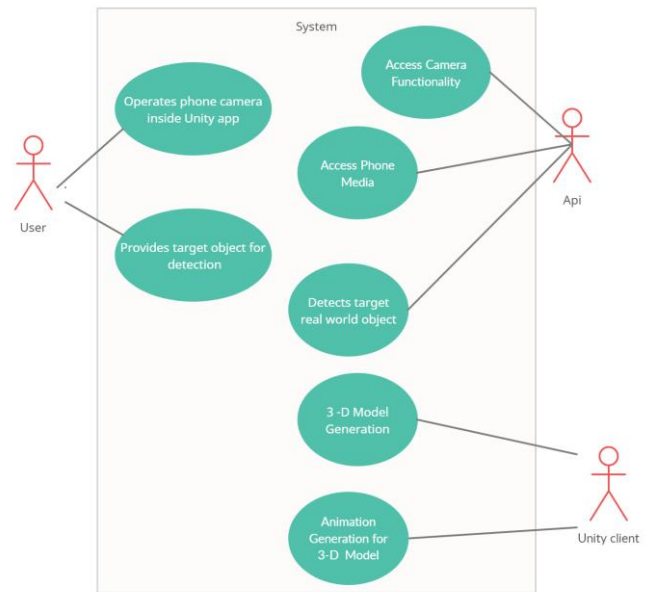 System
Access Camera
Functionality
Operates phone camera
inside Unity app
Access Phone
Media
Api
User
Provides target object for
detection
Detects target
real world object
3 -D Model
Generation
Animation
Generation for
3-D Model
Unity client